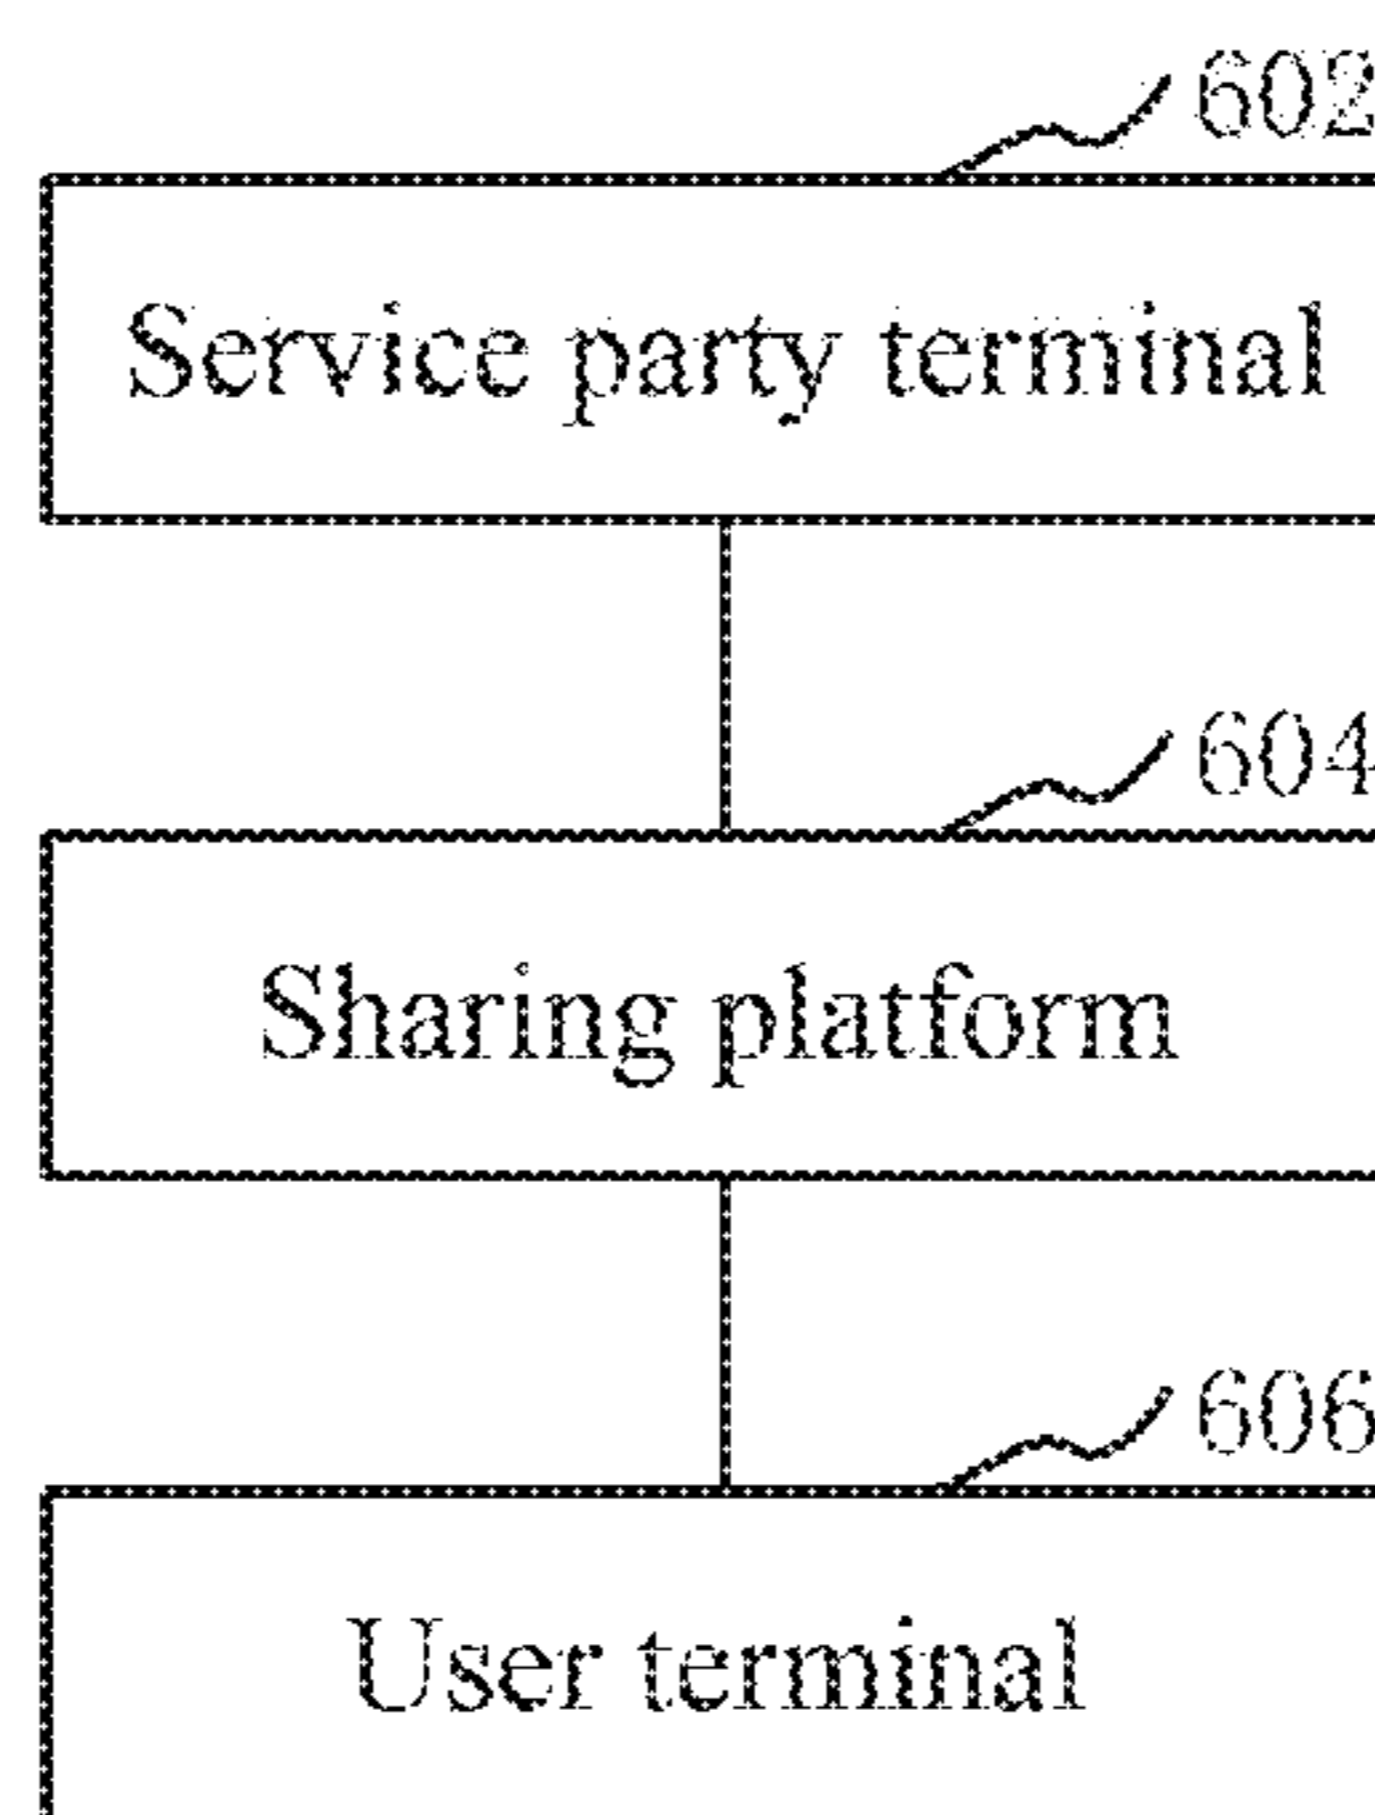 602
Service party terminal
604
Sharing platform
606
User terminal